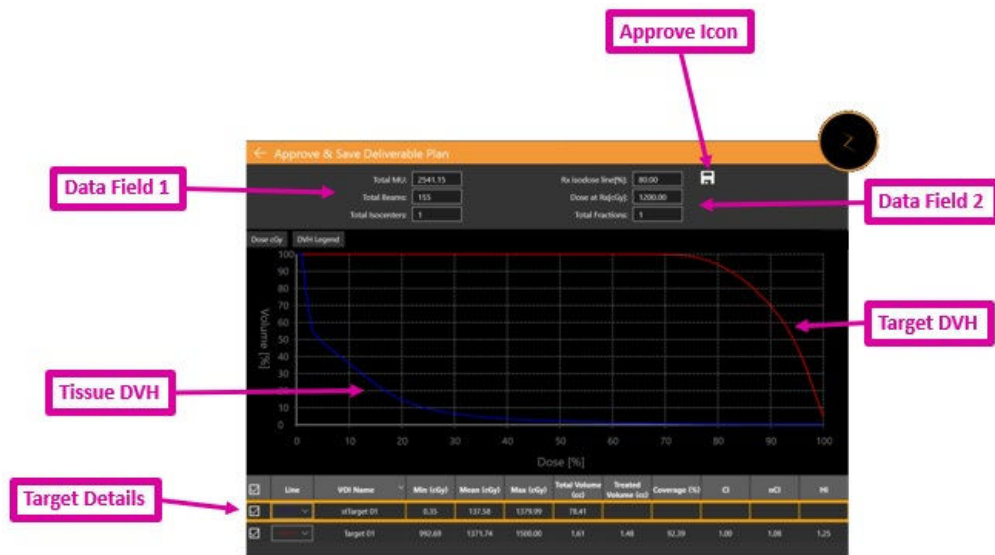 Approve Icon
Approve & Save Deliverable Plan
Data Field 1
Total MU: 2541.15
Total Beams: 155
Total Isocenters: 1
Rx Isodose line[%]: 80.00
Dose at Rx[cGy]: 1200.00
Total Fractions: 1
Data Field 2
Dose cGy DVH Legend
100
90
80
70
60
50
40
30
20
10
0
Volume [%]
Target DVH
Tissue DVH
0 10 20 30 40 50 60 70 80 90 100
Dose [%]
Target Details
Line VOI Name Min (cGy) Mean (cGy) Max (cGy) Total Volume (cc) Treated Volume (cc) Coverage (%) CI nCI HI
stTarget 01 0.35 137.58 1379.99 78.41
Target 01 992.69 1371.74 1500.00 1.61 1.48 92.39 1.00 1.08 1.25